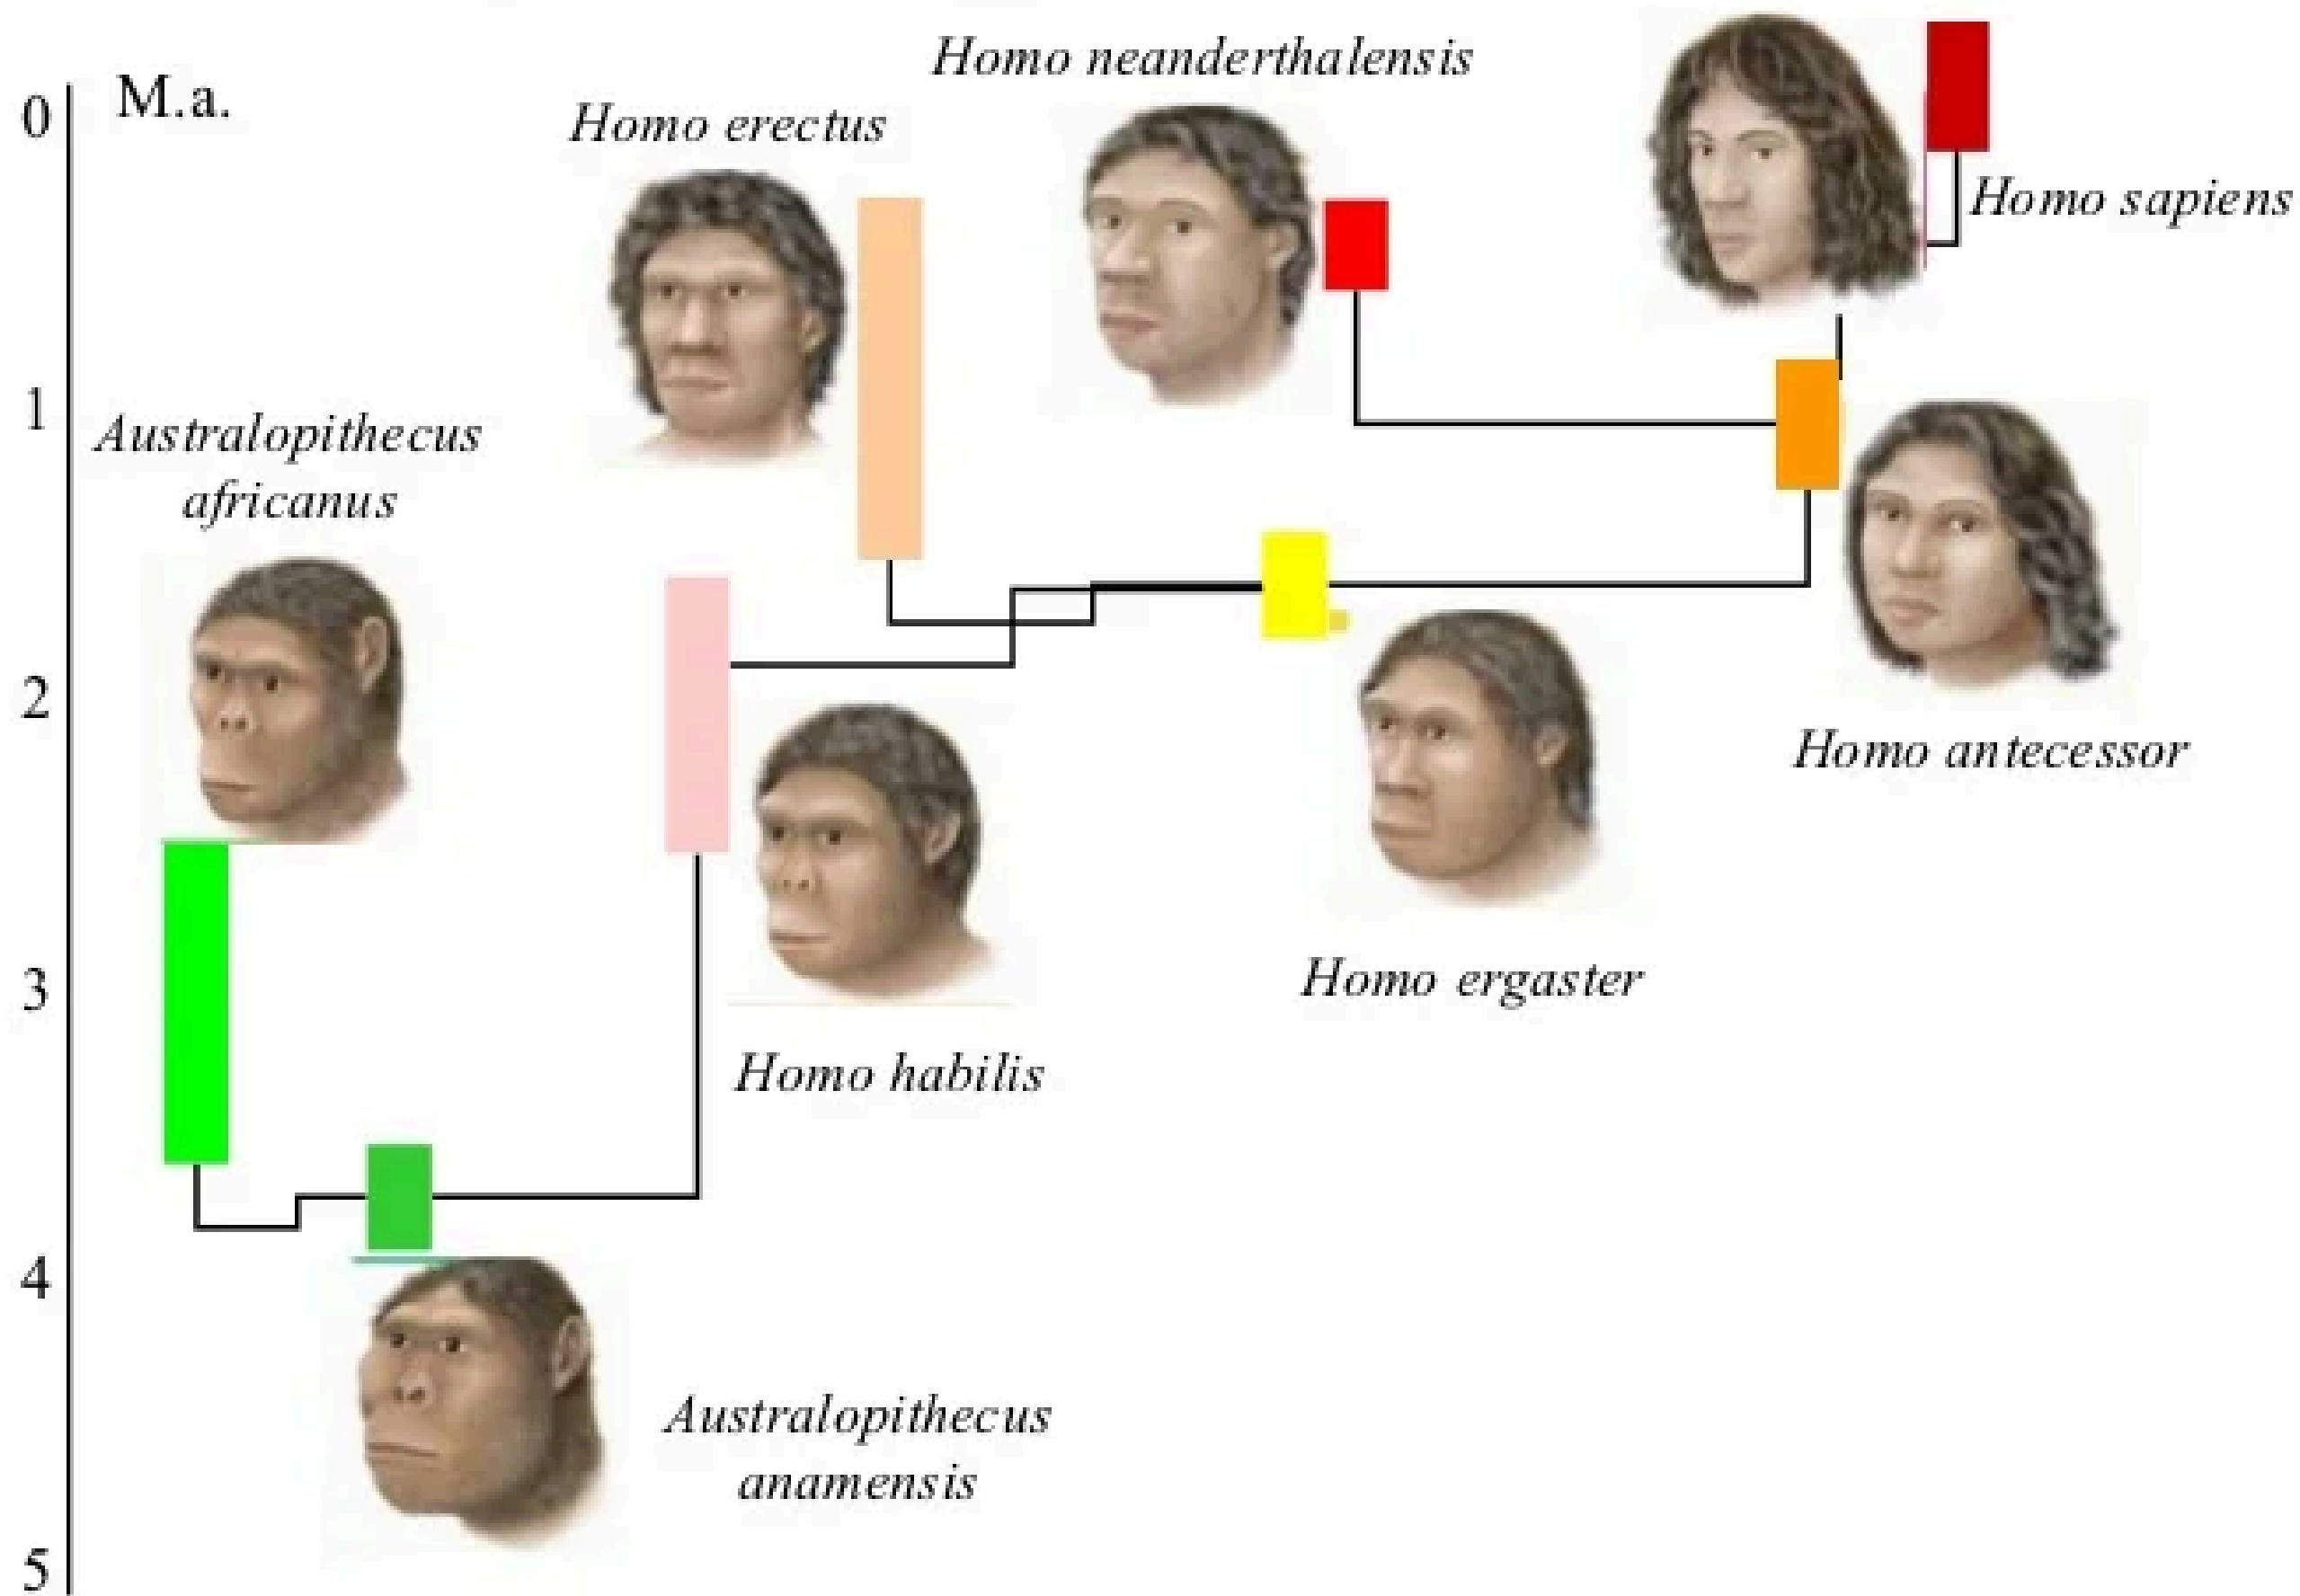 Homo neanderthalensis
M.a.
Homo erectus
Homo sapiens
0
1
Australopithecus
africanus
2
Homo antecessor
3
Homo ergaster
Homo habilis
4
Australopithecus
anamensis
5